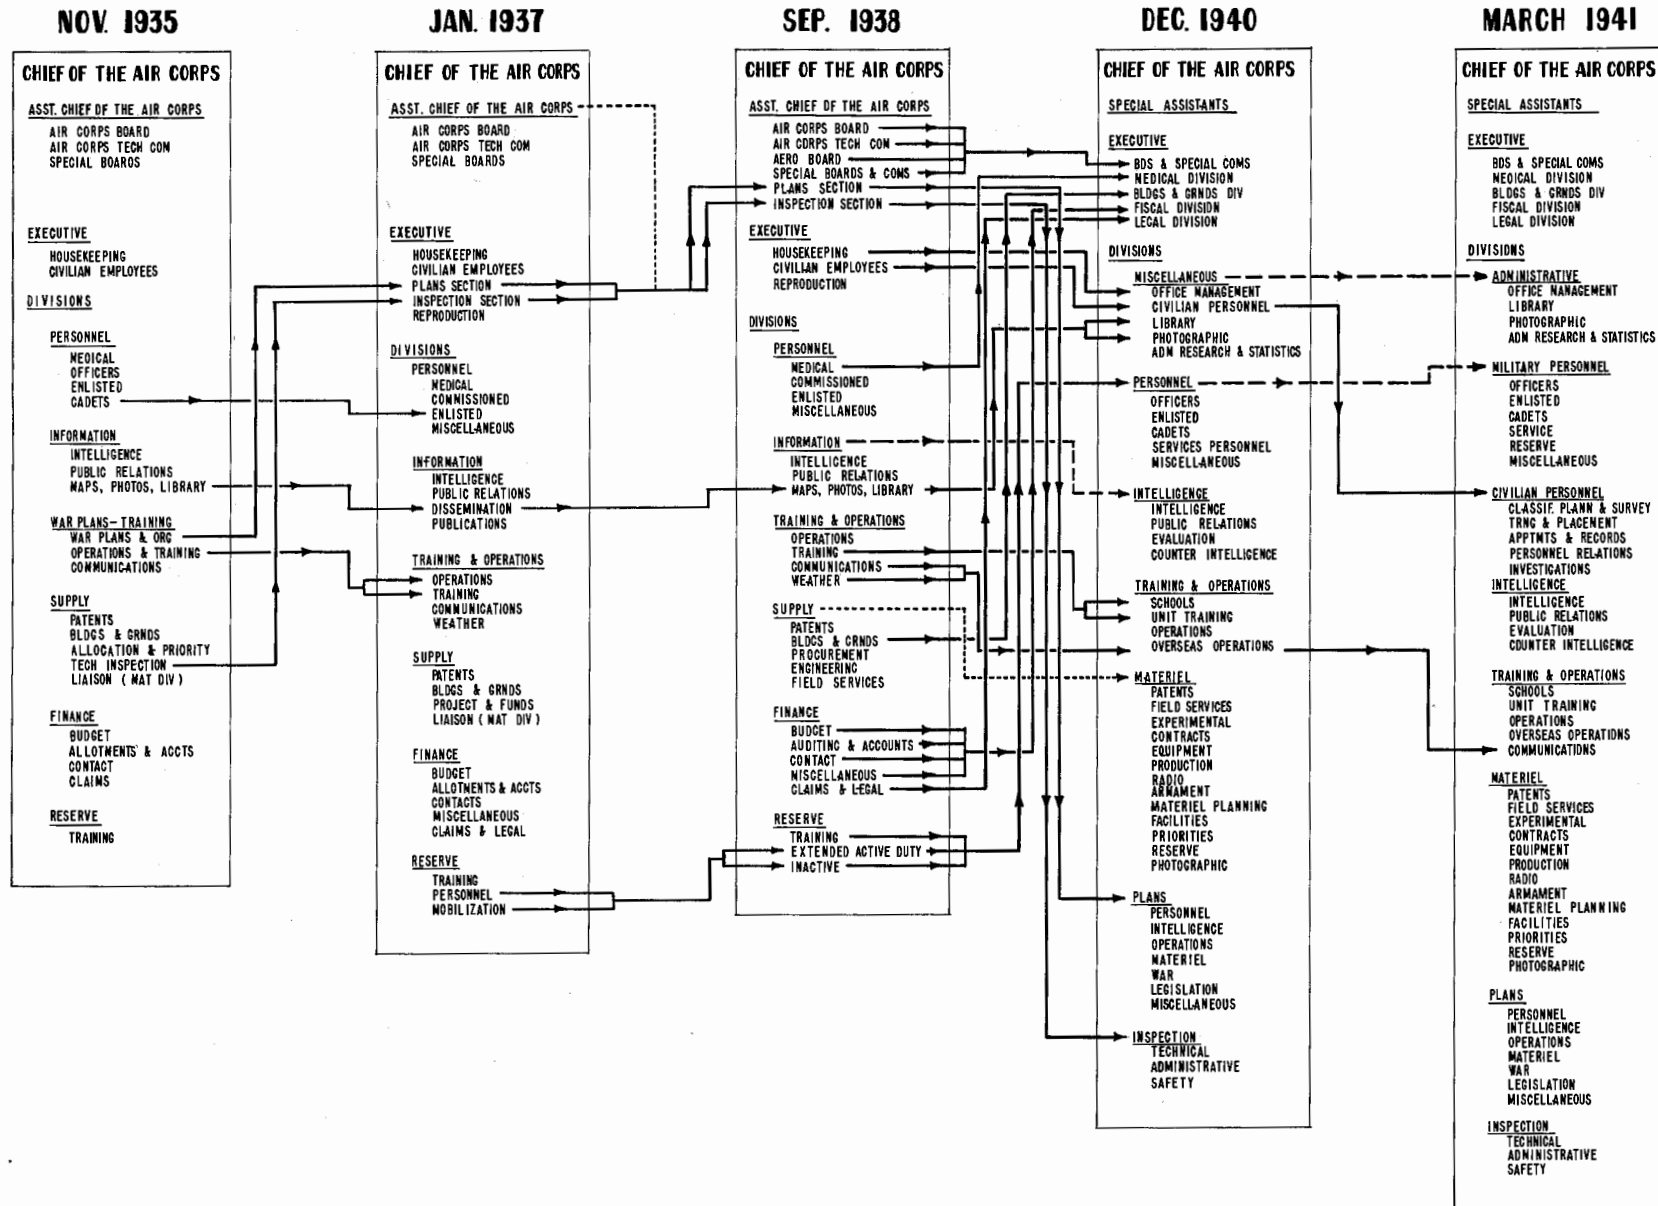 NOV. 1935
CHIEF OF THE AIR CORPS
ASST. CHIEF OF THE AIR CORPS
AIR CORPS BOARD
AIR CORPS TECH COM
SPECIAL BOARDS
EXECUTIVE
HOUSEKEEPING
CIVILIAN EMPLOYEES
DIVISIONS
PERSONNEL
MEDICAL
OFFICERS
ENLISTED
CADETS
INFORMATION
INTELLIGENCE
PUBLIC RELATIONS
MAPS, PHOTOS, LIBRARY
WAR PLANS-TRAINING
WAR PLANS & ORG
OPERATIONS & TRAINING
COMMUNICATIONS
SUPPLY
PATENTS
BLDGS & GRNDS
ALLOCATION & PRIORITY
TECH INSPECTION
LIAISON (MAT DIV)
FINANCE
BUDGET
ALLOTMENTS & ACCTS
CONTACT
CLAIMS
RESERVE
TRAINING
JAN. 1937
CHIEF OF THE AIR CORPS
ASST. CHIEF OF THE AIR CORPS
AIR CORPS BOARD
AIR CORPS TECH COM
SPECIAL BOARDS
EXECUTIVE
HOUSEKEEPING
CIVILIAN EMPLOYEES
PLANS SECTION
INSPECTION SECTION
REPRODUCTION
DIVISIONS
PERSONNEL
MEDICAL
COMMISSIONED
ENLISTED
MISCELLANEOUS
INFORMATION
INTELLIGENCE
PUBLIC RELATIONS
DISSEMINATION
PUBLICATIONS
TRAINING & OPERATIONS
OPERATIONS
TRAINING
COMMUNICATIONS
WEATHER
SUPPLY
PATENTS
BLDGS & GRNDS
PROJECT & FUNDS
LIAISON (MAT DIV)
FINANCE
BUDGET
ALLOTMENTS & ACCTS
CONTACTS
MISCELLANEOUS
CLAIMS & LEGAL
RESERVE
TRAINING
PERSONNEL
MOBILIZATION
SEP. 1938
CHIEF OF THE AIR CORPS
ASST. CHIEF OF THE AIR CORPS
AIR CORPS BOARD
AIR CORPS TECH COM
AERO BOARD
SPECIAL BOARDS & COMS
PLANS SECTION
INSPECTION SECTION
EXECUTIVE
HOUSEKEEPING
CIVILIAN EMPLOYEES
REPRODUCTION
DIVISIONS
PERSONNEL
MEDICAL
COMMISSIONED
ENLISTED
MISCELLANEOUS
INFORMATION
INTELLIGENCE
PUBLIC RELATIONS
MAPS, PHOTOS, LIBRARY
TRAINING & OPERATIONS
OPERATIONS
TRAINING
COMMUNICATIONS
WEATHER
SUPPLY
PATENTS
BLDGS & GRNDS
PROCUREMENT
ENGINEERING
FIELD SERVICES
FINANCE
BUDGET
AUDITING & ACCOUNTS
CONTACT
MISCELLANEOUS
CLAIMS & LEGAL
RESERVE
TRAINING
EXTENDED ACTIVE DUTY
INACTIVE
DEC. 1940
CHIEF OF THE AIR CORPS
SPECIAL ASSISTANTS
EXECUTIVE
BDS & SPECIAL COMS
MEDICAL DIVISION
BLDGS & GRNDS DIV
FISCAL DIVISION
LEGAL DIVISION
DIVISIONS
MISCELLANEOUS
OFFICE MANAGEMENT
CIVILIAN PERSONNEL
LIBRARY
PHOTOGRAPHIC
ADM RESEARCH & STATISTICS
PERSONNEL
OFFICERS
ENLISTED
CADETS
SERVICES PERSONNEL
MISCELLANEOUS
INTELLIGENCE
INTELLIGENCE
PUBLIC RELATIONS
EVALUATION
COUNTER INTELLIGENCE
TRAINING & OPERATIONS
SCHOOLS
UNIT TRAINING
OPERATIONS
OVERSEAS OPERATIONS
MATERIEL
PATENTS
FIELD SERVICES
EXPERIMENTAL
CONTRACTS
EQUIPMENT
PRODUCTION
RADIO
ARMAMENT
MATERIEL PLANNING
FACILITIES
PRIORITIES
RESERVE
PHOTOGRAPHIC
PLANS
PERSONNEL
INTELLIGENCE
OPERATIONS
MATERIEL
WAR
LEGISLATION
MISCELLANEOUS
INSPECTION
TECHNICAL
ADMINISTRATIVE
SAFETY
MARCH 1941
CHIEF OF THE AIR CORPS
SPECIAL ASSISTANTS
EXECUTIVE
BDS & SPECIAL COMS
MEDICAL DIVISION
BLDGS & GRNDS DIV
FISCAL DIVISION
LEGAL DIVISION
DIVISIONS
ADMINISTRATIVE
OFFICE MANAGEMENT
LIBRARY
PHOTOGRAPHIC
ADM RESEARCH & STATISTICS
MILITARY PERSONNEL
OFFICERS
ENLISTED
CADETS
SERVICE
RESERVE
MISCELLANEOUS
CIVILIAN PERSONNEL
CLASSIF. PLANN & SURVEY
TRNG & PLACEMENT
APPTMTS & RECORDS
PERSONNEL RELATIONS
INVESTIGATIONS
INTELLIGENCE
INTELLIGENCE
PUBLIC RELATIONS
EVALUATION
COUNTER INTELLIGENCE
TRAINING & OPERATIONS
SCHOOLS
UNIT TRAINING
OPERATIONS
OVERSEAS OPERATIONS
COMMUNICATIONS
MATERIEL
PATENTS
FIELD SERVICES
EXPERIMENTAL
CONTRACTS
EQUIPMENT
PRODUCTION
RADIO
ARMAMENT
MATERIEL PLANNING
FACILITIES
PRIORITIES
RESERVE
PHOTOGRAPHIC
PLANS
PERSONNEL
INTELLIGENCE
OPERATIONS
MATERIEL
WAR
LEGISLATION
MISCELLANEOUS
INSPECTION
TECHNICAL
ADMINISTRATIVE
SAFETY